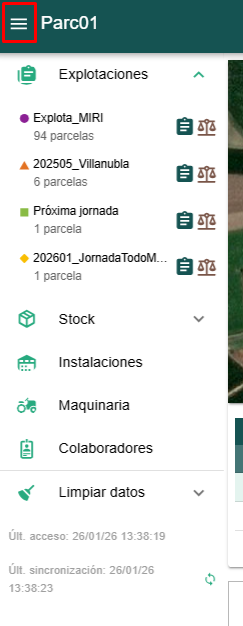 Parc01
Explotaciones
Explota_MIRI
94 parcelas
202505_Villanubla
6 parcelas
Próxima jornada
1 parcela
202601_JornadaTodoM...
1 parcela
Stock
Instalaciones
Maquinaria
Colaboradores
Limpiar datos
Últ. acceso: 26/01/26 13:38:19
Últ. sincronización: 26/01/26
13:38:23